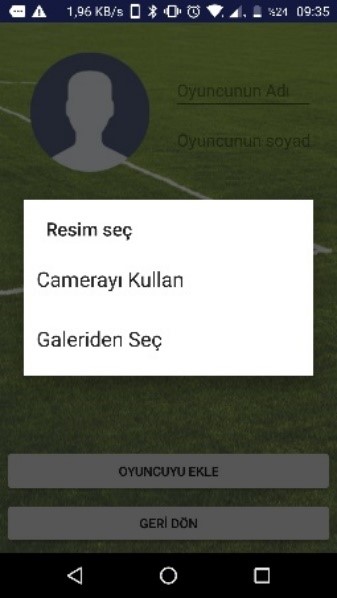 1,96 KB/s %24 09:35
Oyuncunun Adı
Oyuncunun soyad
Resim seç
Camerayı Kullan
Galeriden Seç
OYUNCUYU EKLE
GERİ DÖN